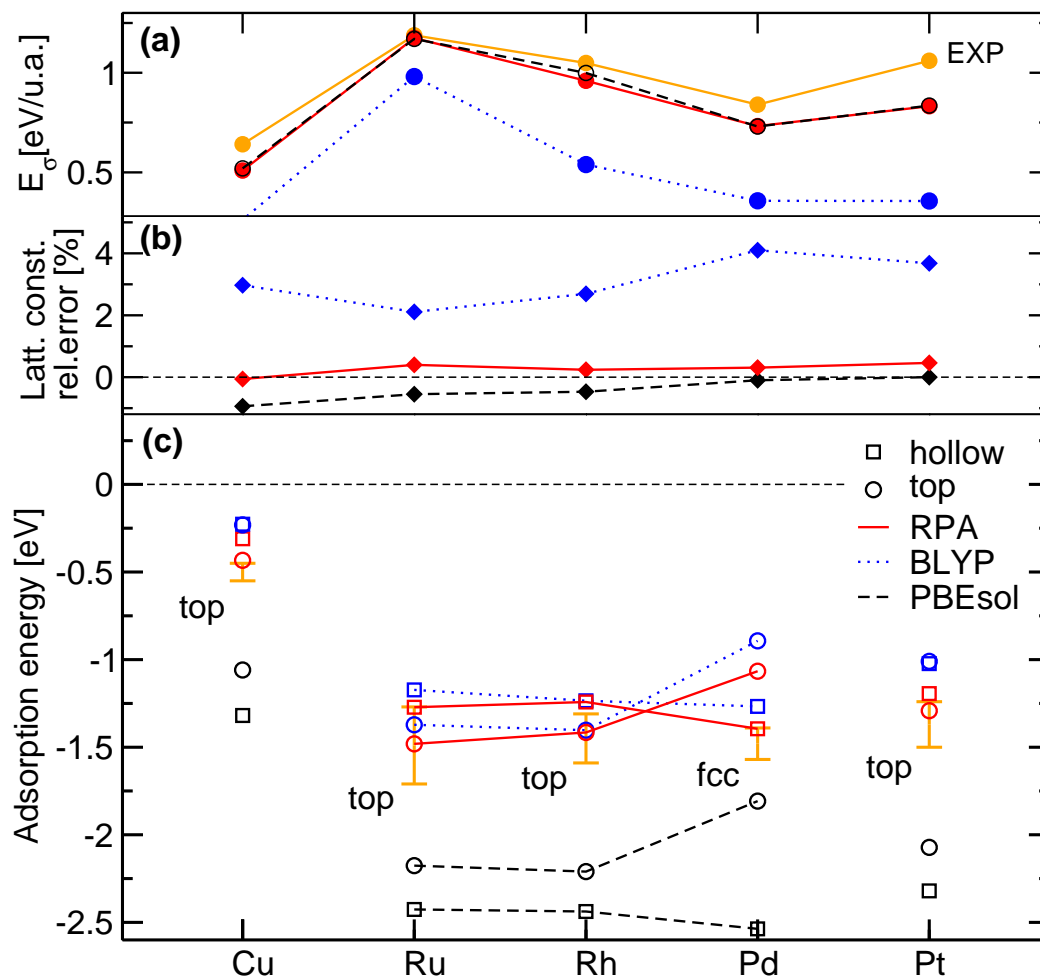 (a)
EXP
1
0.5
E_σ[eV/u.a.]
(b)
4
2
0
Latt. const.
rel.error [%]
(c)
hollow
top
RPA
BLYP
PBEsol
0
-0.5
-1
-1.5
-2
-2.5
Adsorption energy [eV]
top
top
top
fcc
top
Cu
Ru
Rh
Pd
Pt